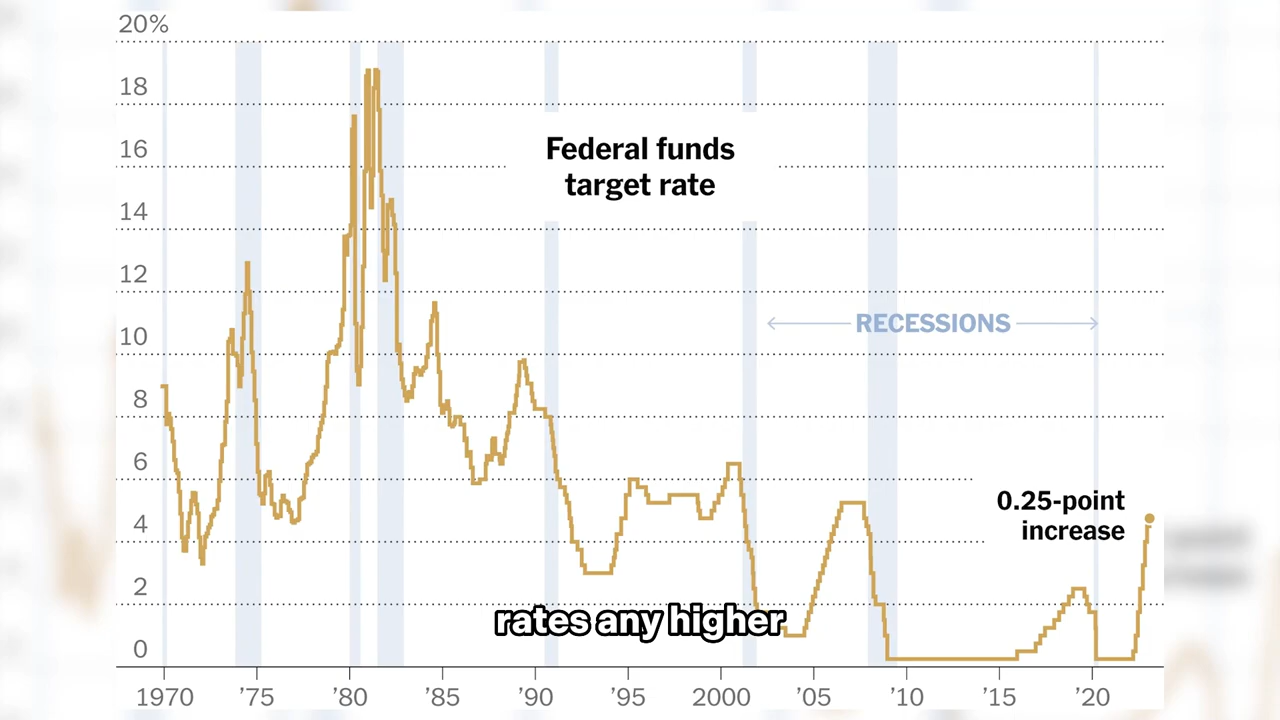 20%
18
16
14
12
10
8
6
4
2
0
Federal funds
target rate
RECESSIONS
0.25-point
increase
rates any higher
1970 '75 '80 '85 '90 '95 2000 '05 '10 '15 '20